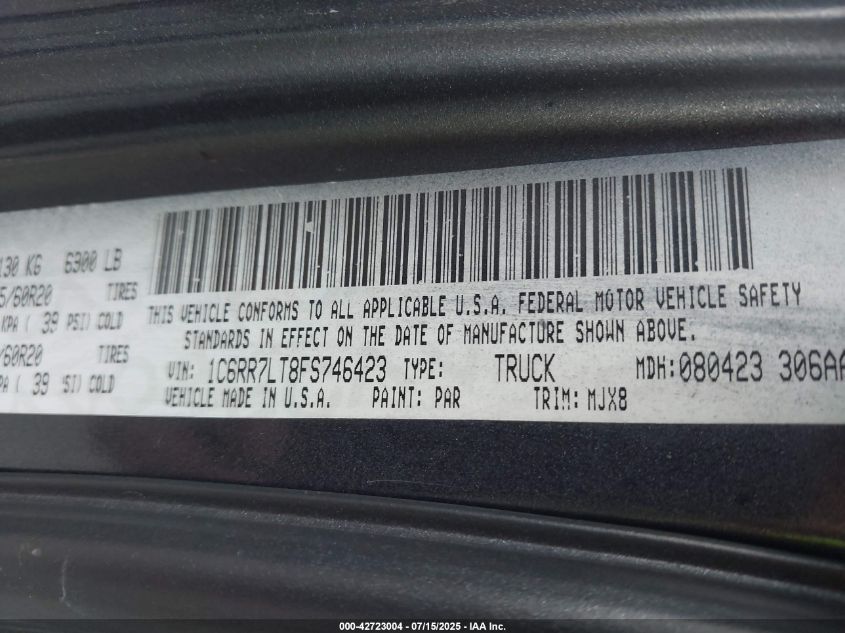 130 KG 6300 LB
5/60R20 TIRES
KPA ( 39 PSI) COLD
/60R20 TIRES
PA ( 39 SI) COLD
THIS VEHICLE CONFORMS TO ALL APPLICABLE U.S.A. FEDERAL MOTOR VEHICLE SAFETY
STANDARDS IN EFFECT ON THE DATE OF MANUFACTURE SHOWN ABOVE.
VIN: 1C6RR7LT8FS746423 TYPE: TRUCK MDH: 080423 306AA
VEHICLE MADE IN U.S.A. PAINT: PAR TRIM: MJX8
000-42723004 - 07/15/2025 - IAA Inc.